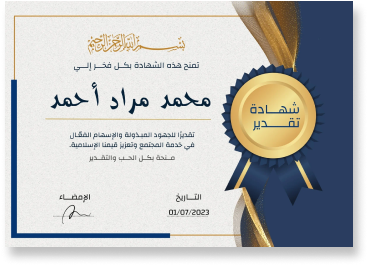 بسم الله الرحمن الرحيم
تمنح هذه الشهادة بكل فخر إلى
محمد مراد أحمد
شهادة
تقدير
تقديرًا للجهود المبذولة والإسهام الفعّال
في خدمة المجتمع وتعزيز قيمنا الإسلامية.
منحة بكل الحب والتقدير
التاريخ
01/07/2023
الإمضاء